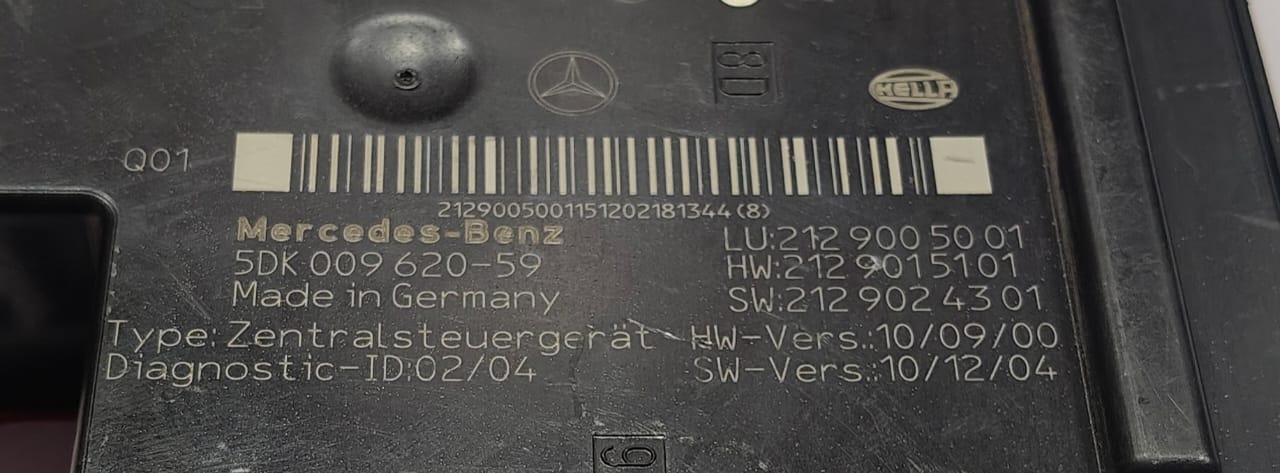 8D
HELLA
Q01
2129005001151202181344(8)
Mercedes-Benz
5DK 009 620-59
Made in Germany
LU:212 900 50 01
HW:212 901 51 01
SW:212 902 43 01
Type: Zentralsteuergerät
Diagnostic-ID:02/04
HW-Vers.:10/09/00
SW-Vers.:10/12/04